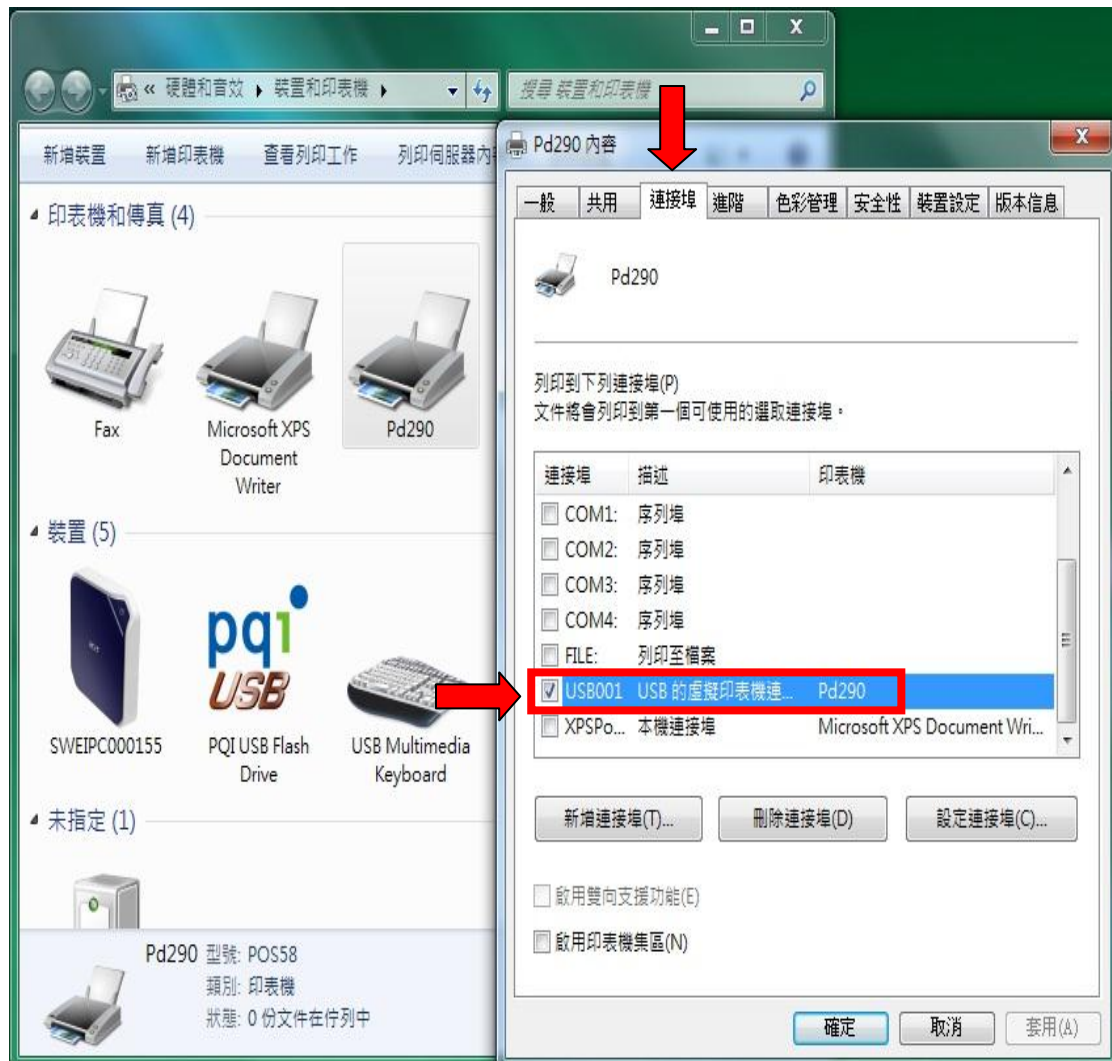 « 硬體和音效 ▸ 裝置和印表機 ▸
搜尋 裝置和印表機
新增裝置 新增印表機 查看列印工作 列印伺服器內
印表機和傳真 (4)
Fax
Microsoft XPS
Document
Writer
Pd290
裝置 (5)
pqi
USB
SWEIPC000155
PQI USB Flash
Drive
USB Multimedia
Keyboard
未指定 (1)
Pd290 型號: POS58
類別: 印表機
狀態: 0 份文件在佇列中
Pd290 內容
一般 共用 連接埠 進階 色彩管理 安全性 裝置設定 版本信息
Pd290
列印到下列連接埠(P)
文件將會列印到第一個可使用的選取連接埠。
連接埠 描述 印表機
COM1: 序列埠
COM2: 序列埠
COM3: 序列埠
COM4: 序列埠
FILE: 列印至檔案
USB001 USB 的虛擬印表機連... Pd290
XPSPo... 本機連接埠 Microsoft XPS Document Wri...
新增連接埠(T)... 刪除連接埠(D) 設定連接埠(C)...
啟用雙向支援功能(E)
啟用印表機集區(N)
確定 取消 套用(A)